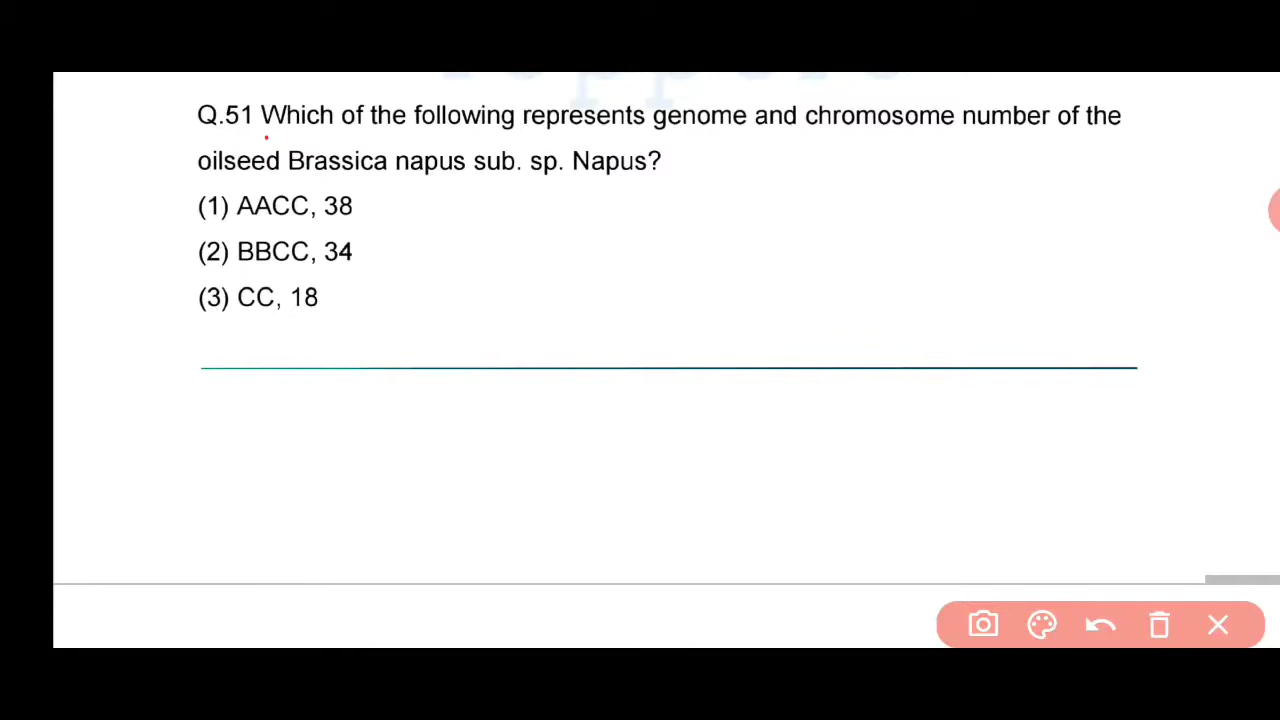 Q.51 Which of the following represents genome and chromosome number of the
oilseed Brassica napus sub. sp. Napus?
(1) AACC, 38
(2) BBCC, 34
(3) CC, 18